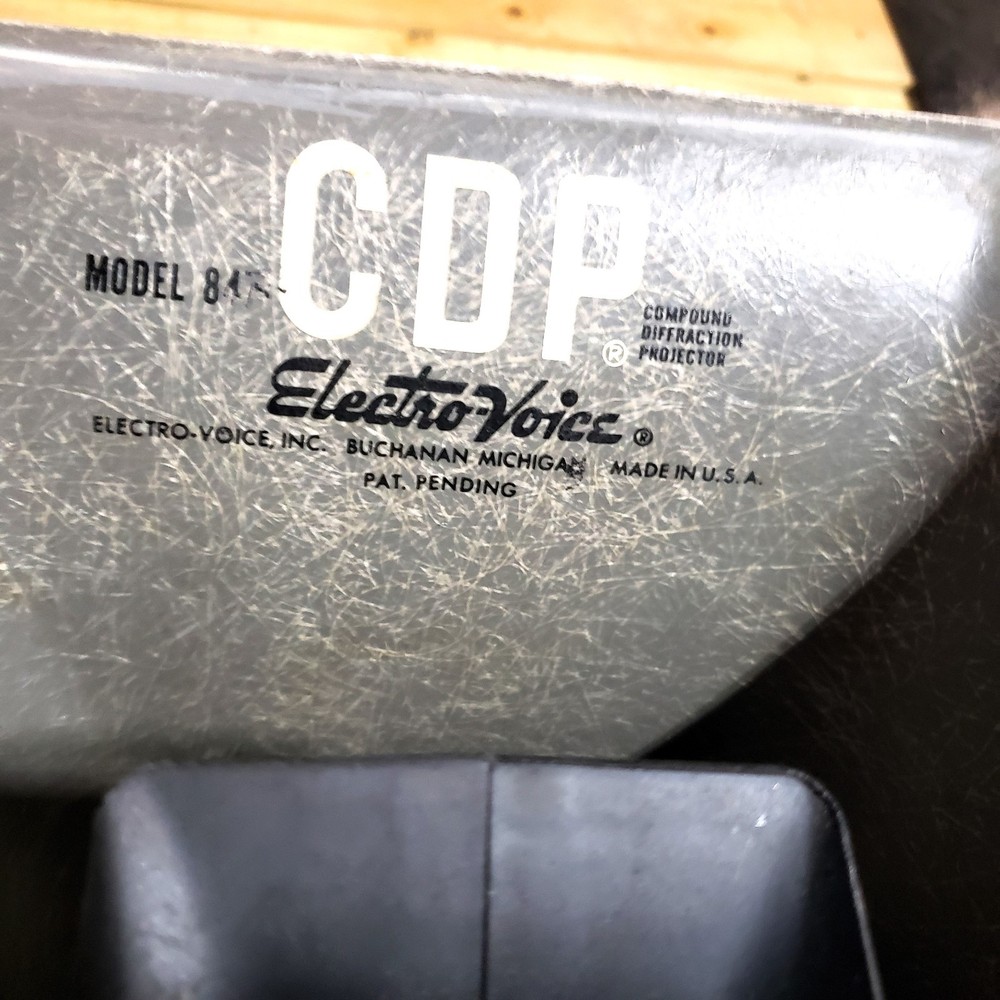 CDP ®
MODEL
COMPOUND
DIFFRACTION
PROJECTOR
Electro-Voice ®
ELECTRO-VOICE, INC. BUCHANAN MICHIGAN MADE IN U.S.A.
PAT. PENDING